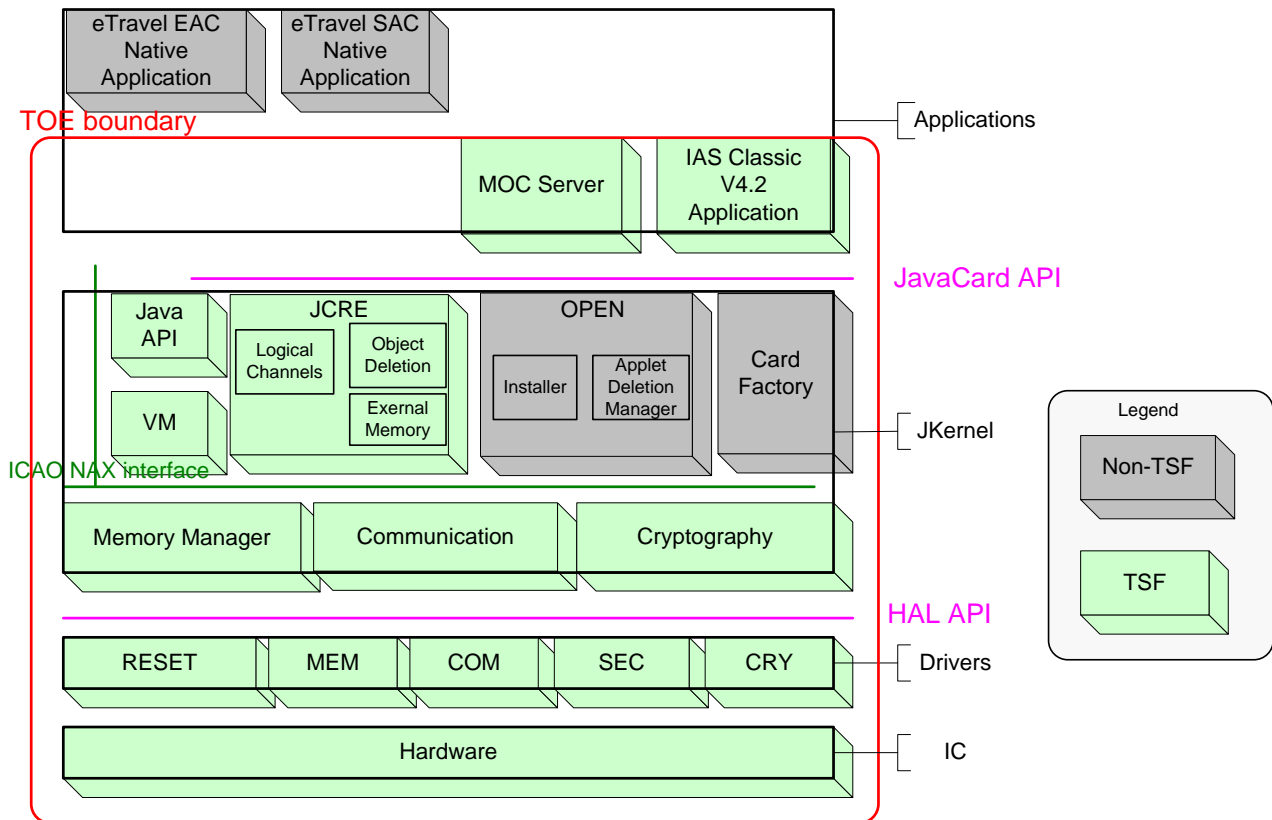 eTravel EAC
Native
Application
eTravel SAC
Native
Application
TOE boundary
Applications
MOC Server
IAS Classic
V4.2
Application
JavaCard API
Java
API
JCRE
Logical
Channels
Object
Deletion
Exernal
Memory
OPEN
Installer
Applet
Deletion
Manager
Card
Factory
VM
JKernel
ICAO NAX interface
Memory Manager
Communication
Cryptography
HAL API
RESET
MEM
COM
SEC
CRY
Drivers
Hardware
IC
Legend
Non-TSF
TSF